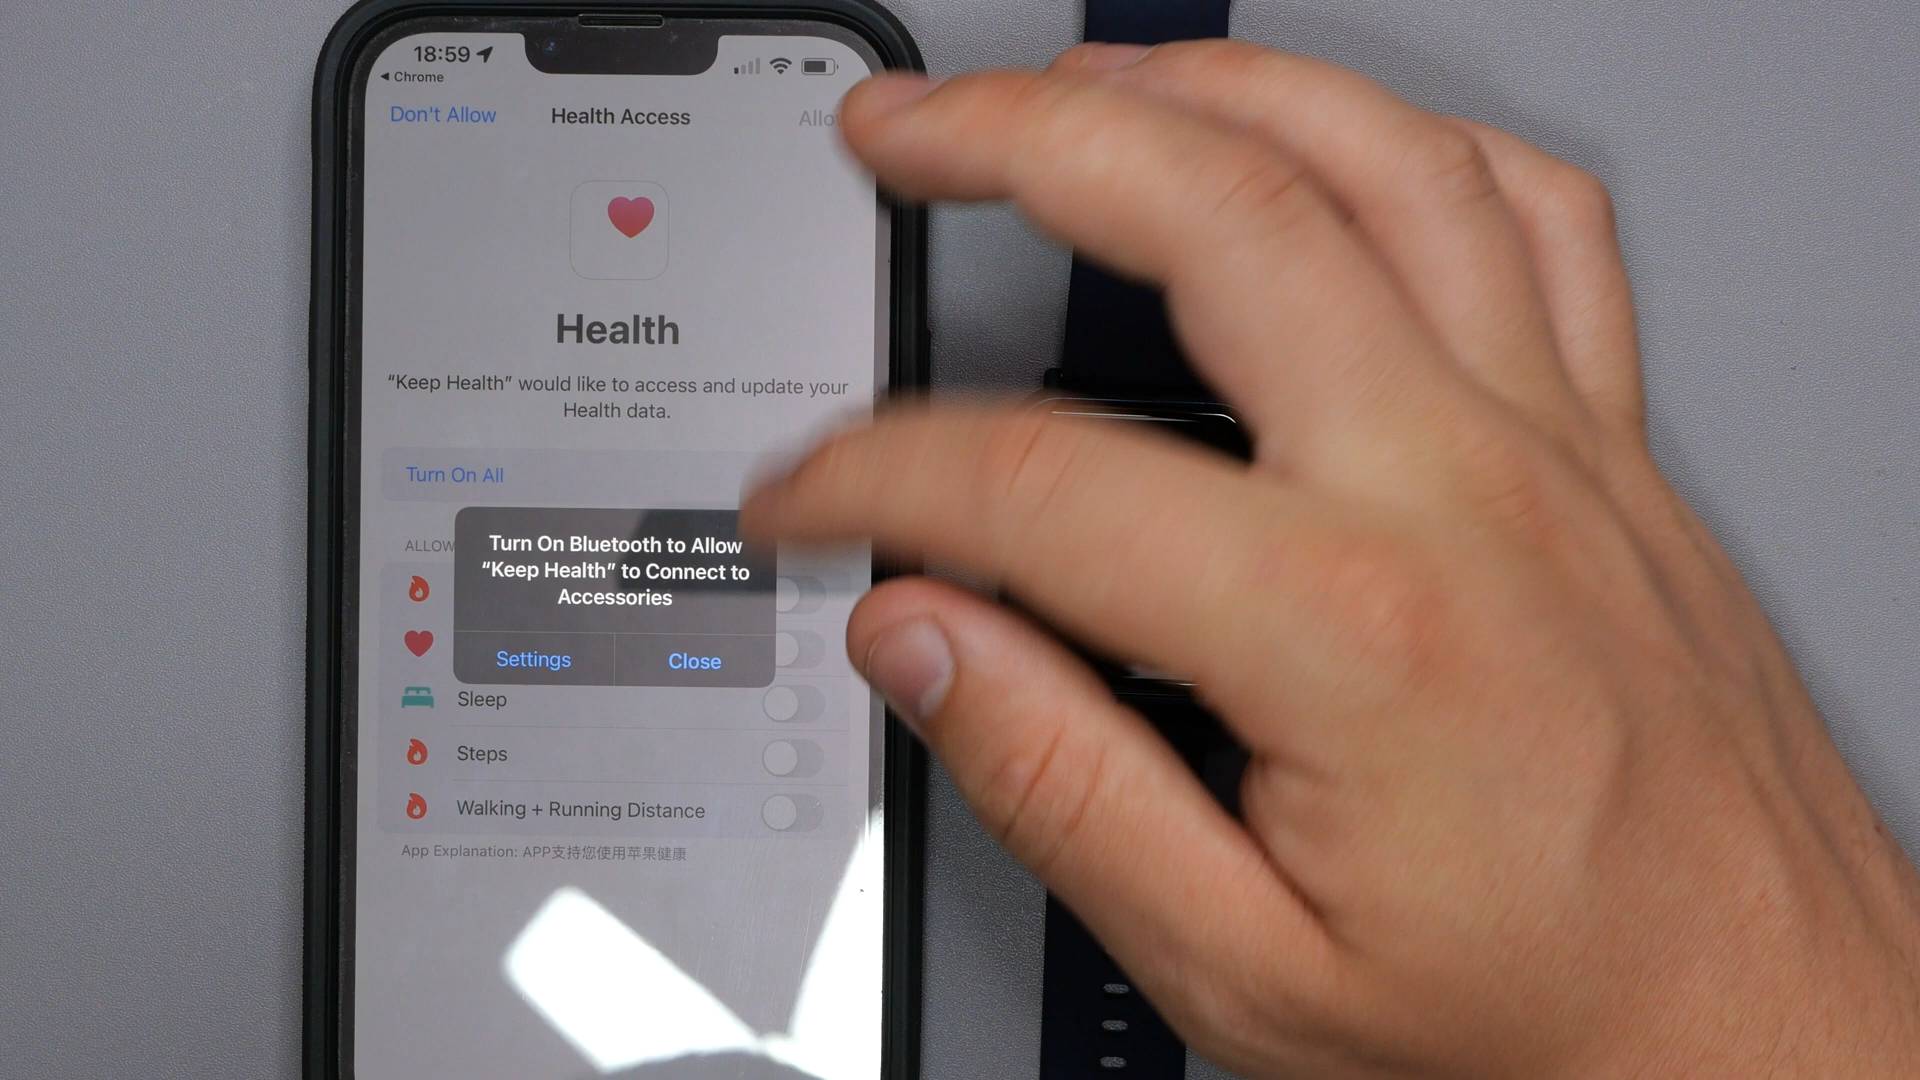 18:59
◀ Chrome
Don't Allow
Health Access
Health
“Keep Health” would like to access and update your
Health data.
Turn On All
Turn On Bluetooth to Allow
“Keep Health” to Connect to
Accessories
Settings
Close
Sleep
Steps
Walking + Running Distance
App Explanation: APP支持您使用苹果健康